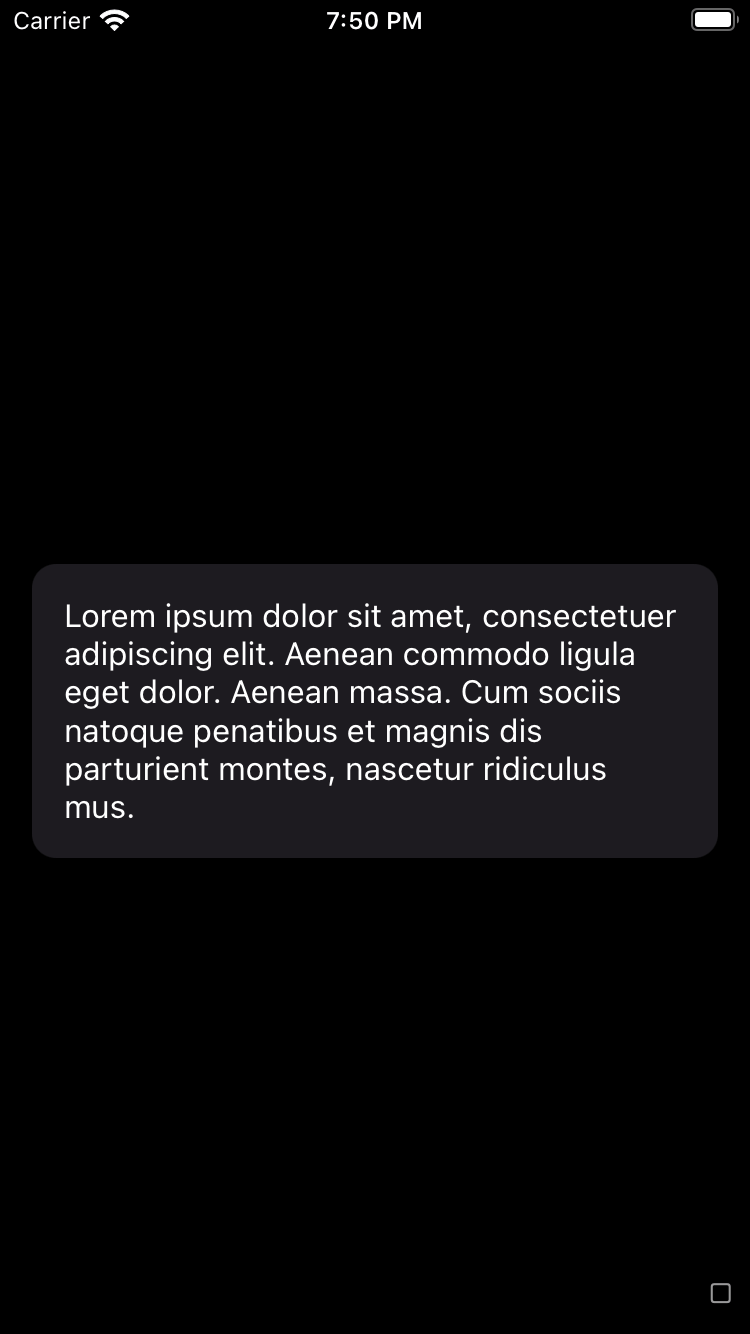 Carrier 7:50 PM
Lorem ipsum dolor sit amet, consectetuer
adipiscing elit. Aenean commodo ligula
eget dolor. Aenean massa. Cum sociis
natoque penatibus et magnis dis
parturient montes, nascetur ridiculus
mus.